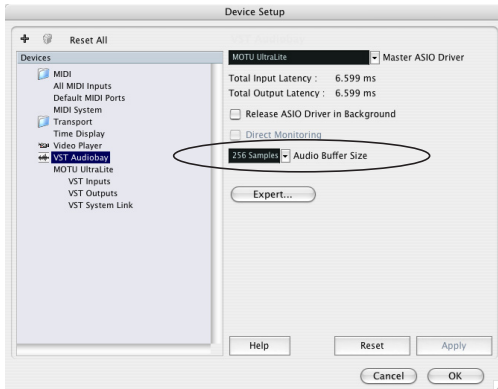 Device Setup
Reset All
Devices
MIDI
All MIDI Inputs
Default MIDI Ports
MIDI System
Transport
Time Display
Video Player
VST Audiobay
MOTU UltraLite
VST Inputs
VST Outputs
VST System Link
MOTU UltraLite Master ASIO Driver
Total Input Latency : 6.599 ms
Total Output Latency : 6.599 ms
Release ASIO Driver in Background
Direct Monitoring
256 Samples Audio Buffer Size
Expert...
Help Reset Apply
Cancel OK